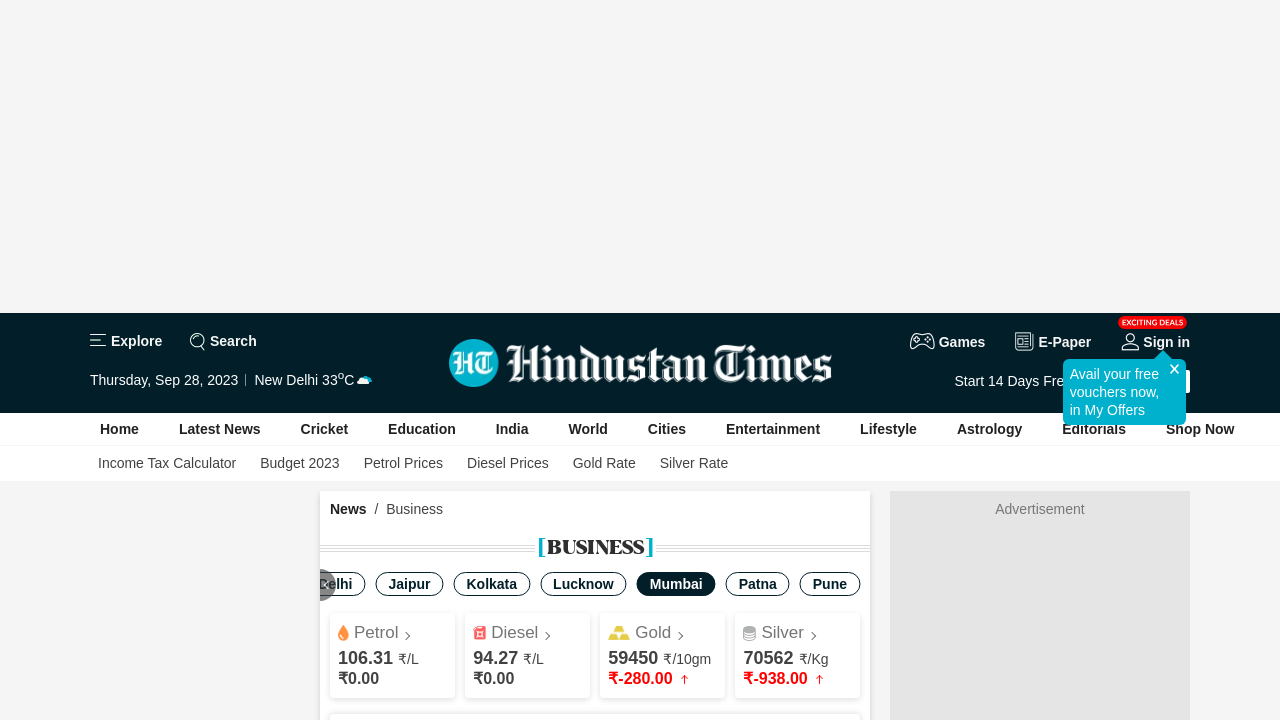 Explore
Search
Thursday, Sep 28, 2023
New Delhi 33°C
HT Hindustan Times
Games
E-Paper
EXCITING DEALS
Sign in
Start 14 Days Fre
Avail your free
vouchers now,
in My Offers
Home Latest News Cricket Education India World Cities Entertainment Lifestyle Astrology Editorials Shop Now
Income Tax Calculator Budget 2023 Petrol Prices Diesel Prices Gold Rate Silver Rate
News / Business
[BUSINESS]
Delhi Jaipur Kolkata Lucknow Mumbai Patna Pune
Petrol
106.31 ₹/L
₹0.00
Diesel
94.27 ₹/L
₹0.00
Gold
59450 ₹/10gm
₹-280.00 ↑
Silver
70562 ₹/Kg
₹-938.00 ↑
Advertisement